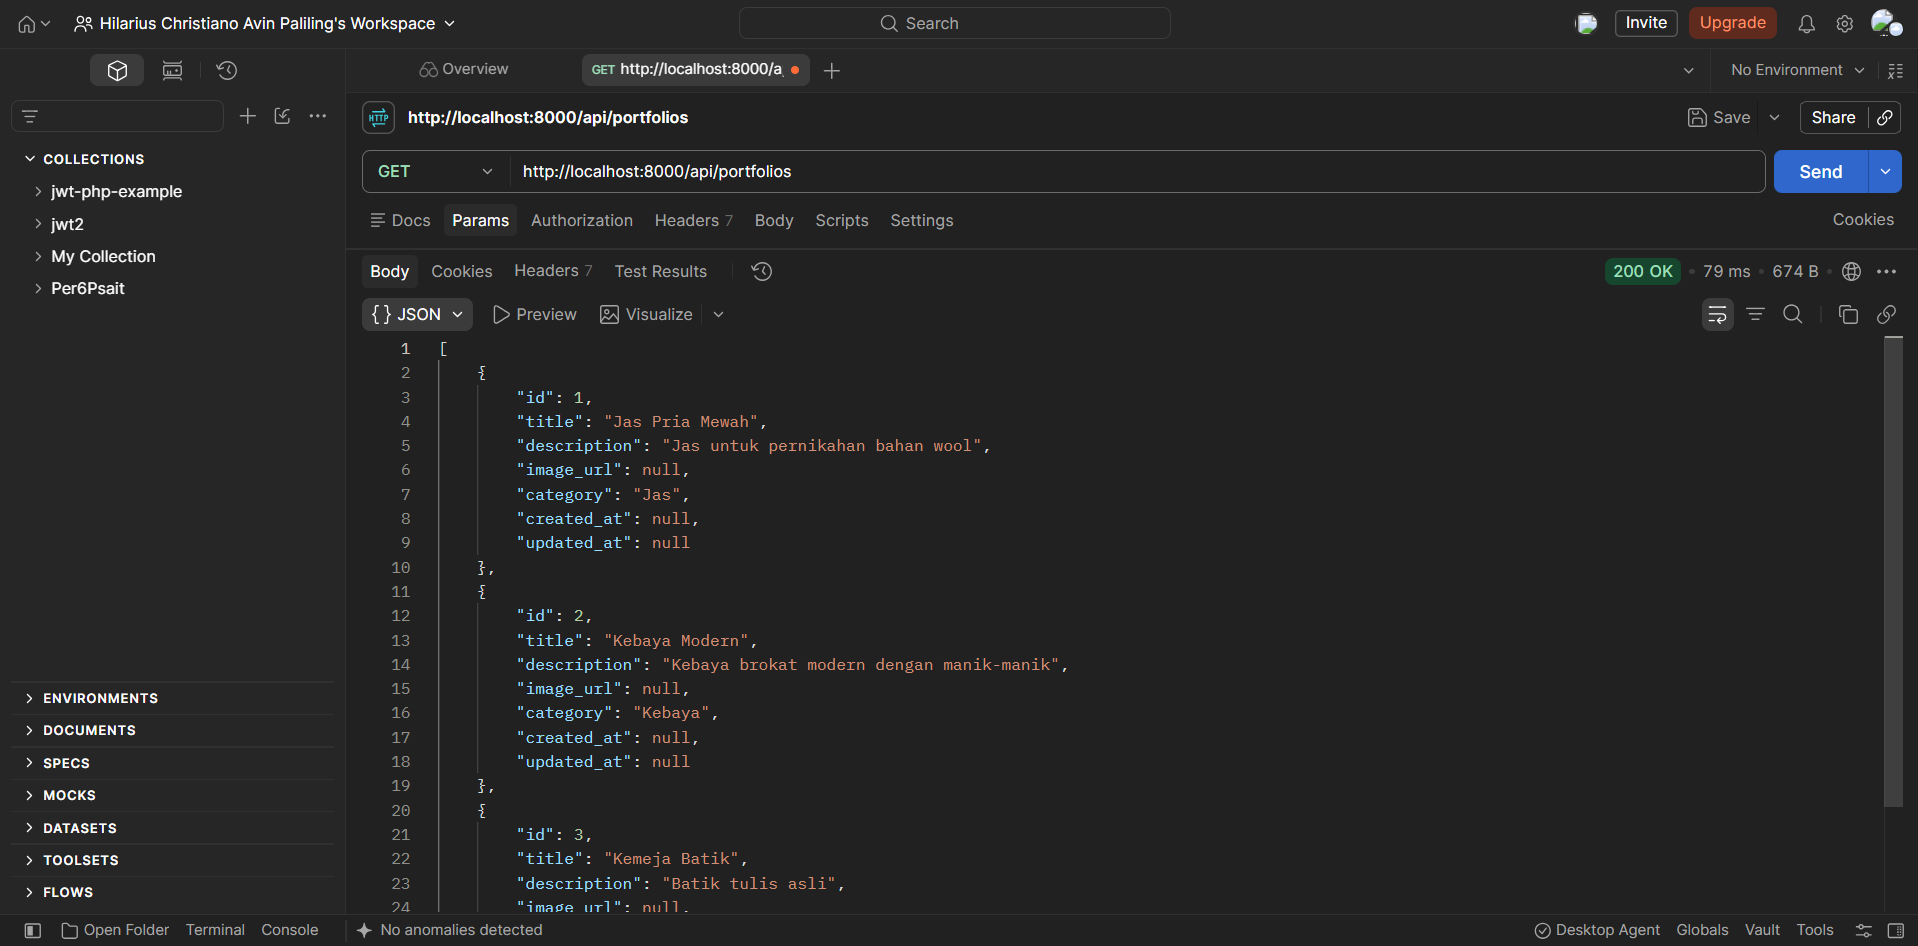 Hilarius Christiano Avin Paliling's Workspace
Search
Invite
Upgrade
Overview
GET http://localhost:8000/a
No Environment
HTTP
http://localhost:8000/api/portfolios
Save
Share
COLLECTIONS
jwt-php-example
jwt2
My Collection
Per6Psait
GET
http://localhost:8000/api/portfolios
Send
Docs
Params
Authorization
Headers 7
Body
Scripts
Settings
Cookies
Body
Cookies
Headers 7
Test Results
200 OK • 79 ms • 674 B
{} JSON
Preview
Visualize
1 [
2 {
3 "id": 1,
4 "title": "Jas Pria Mewah",
5 "description": "Jas untuk pernikahan bahan wool",
6 "image_url": null,
7 "category": "Jas",
8 "created_at": null,
9 "updated_at": null
10 },
11 {
12 "id": 2,
13 "title": "Kebaya Modern",
14 "description": "Kebaya brokat modern dengan manik-manik",
15 "image_url": null,
16 "category": "Kebaya",
17 "created_at": null,
18 "updated_at": null
19 },
20 {
21 "id": 3,
22 "title": "Kemeja Batik",
23 "description": "Batik tulis asli",
24 "image_url": null,
ENVIRONMENTS
DOCUMENTS
SPECS
MOCKS
DATASETS
TOOLSETS
FLOWS
Open Folder
Terminal
Console
No anomalies detected
Desktop Agent
Globals
Vault
Tools